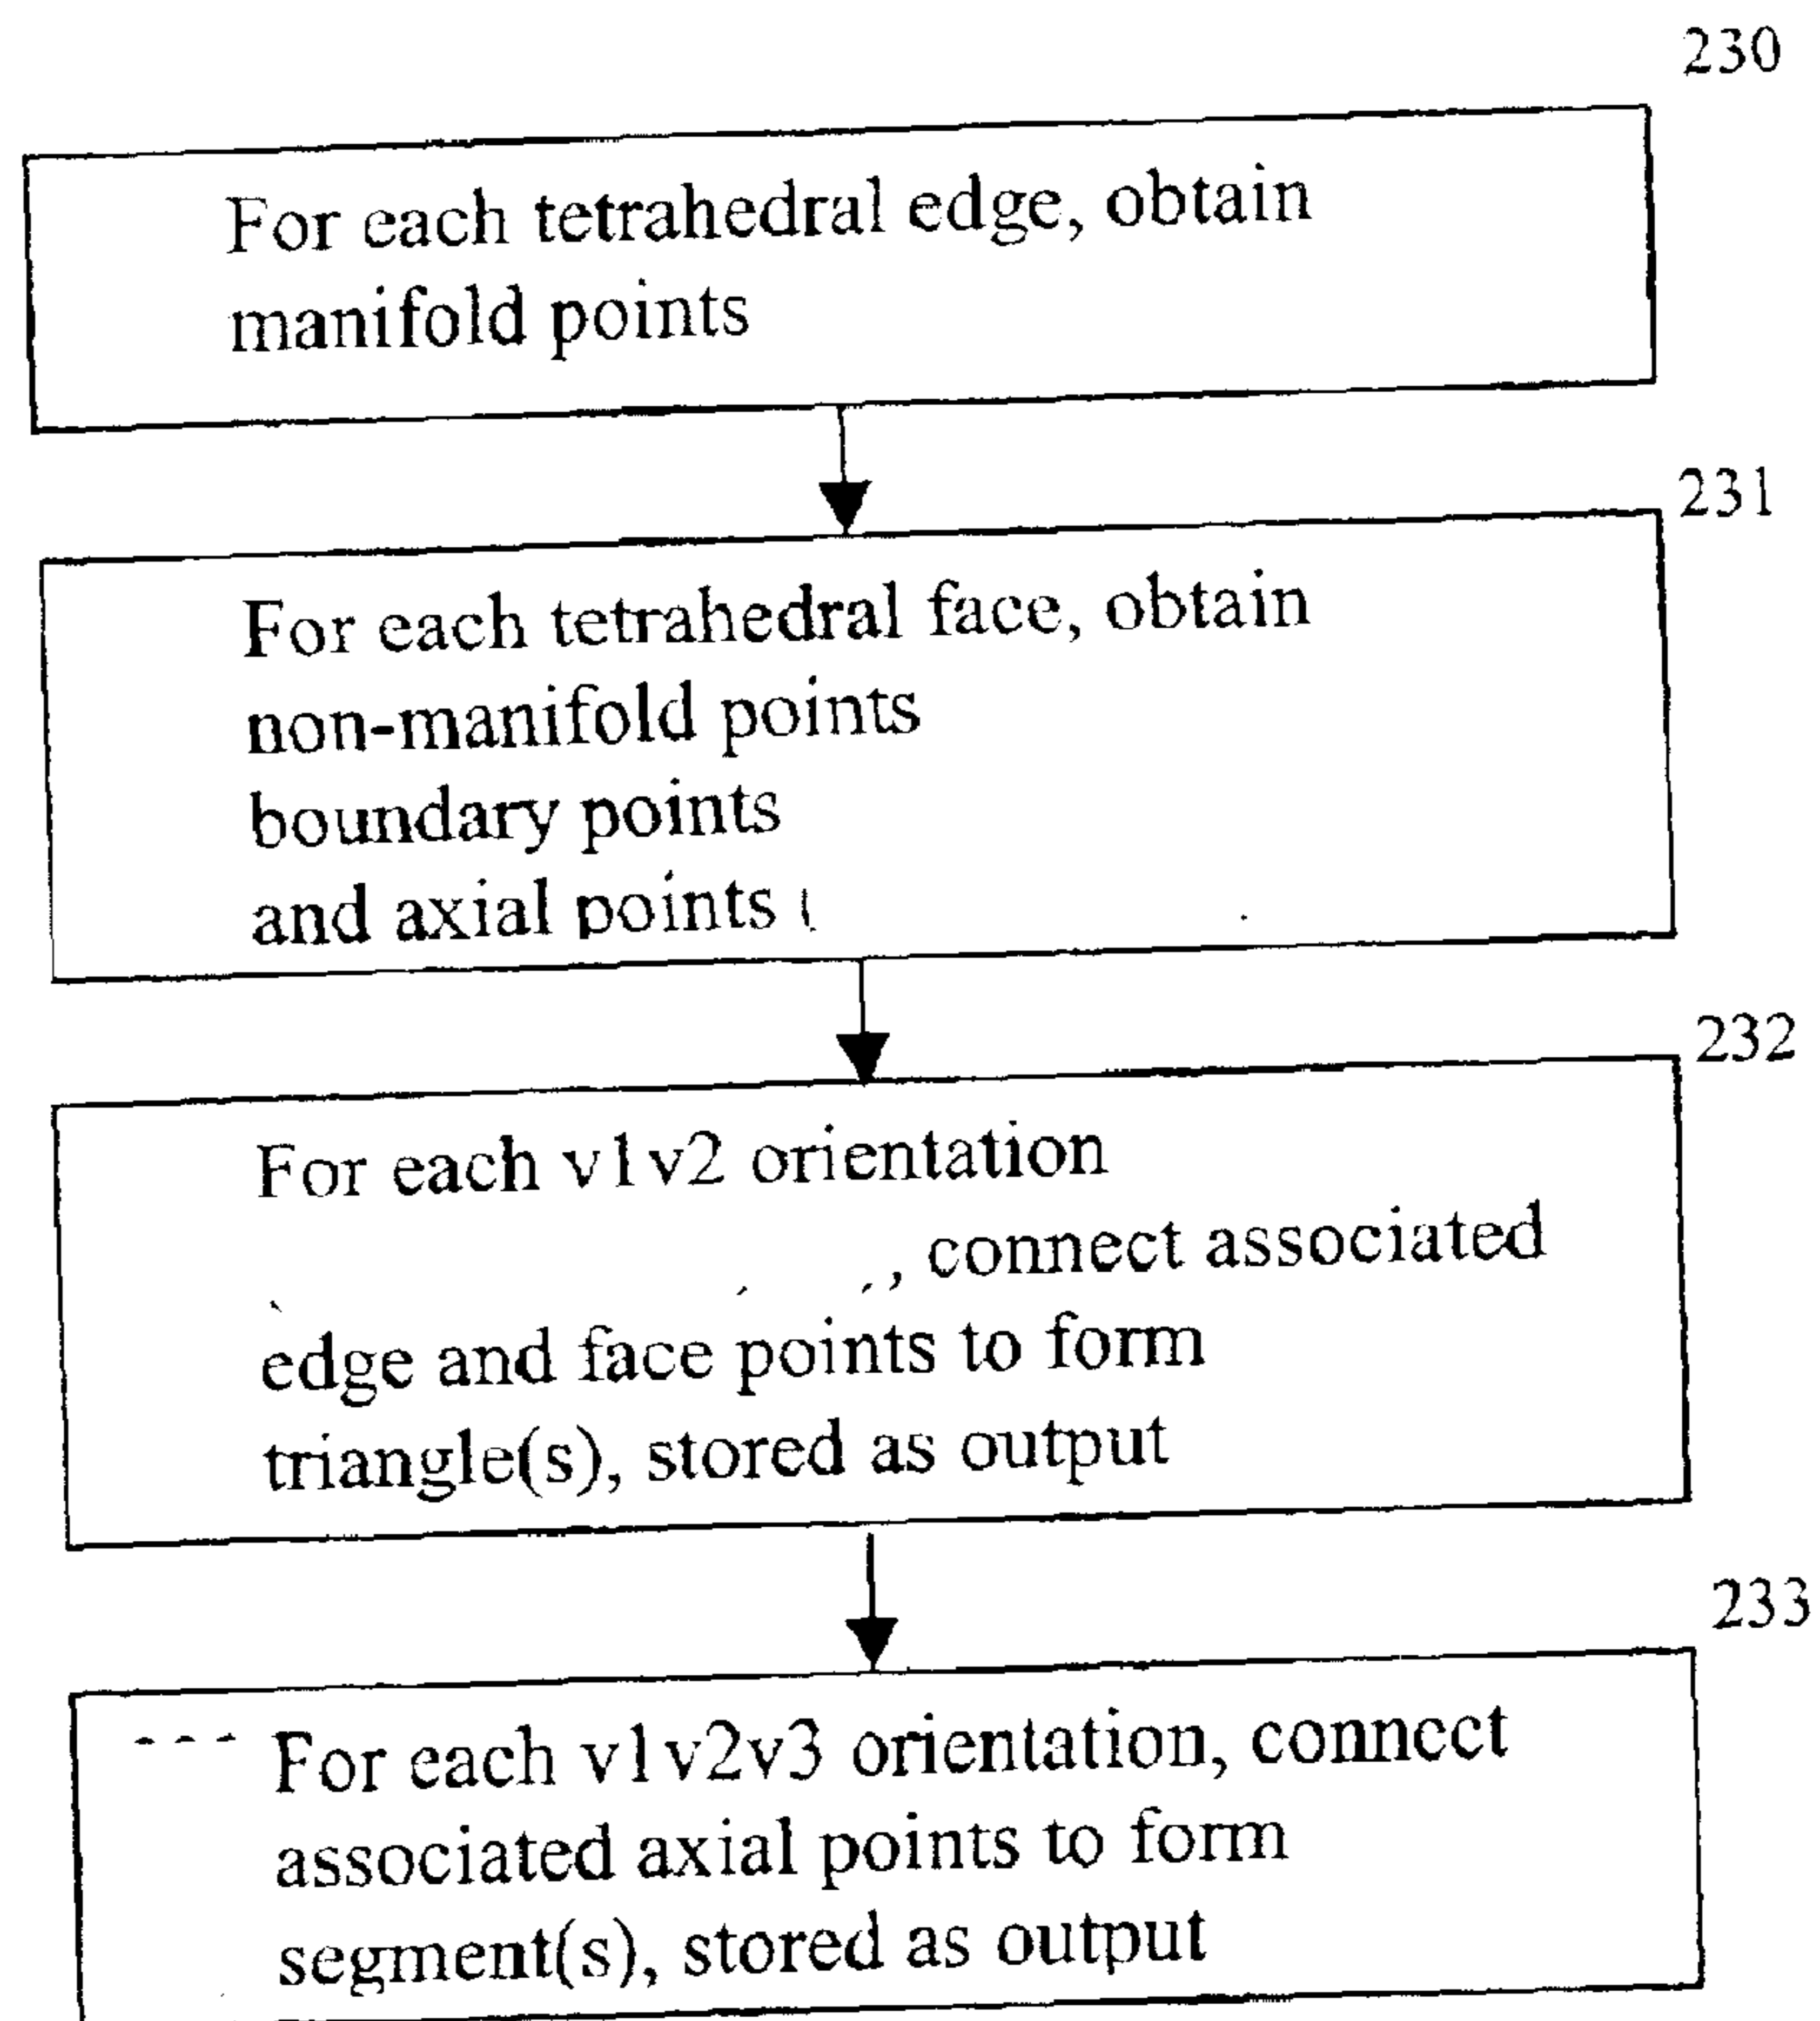 230
For each tetrahedral edge, obtain
manifold points
231
For each tetrahedral face, obtain
non-manifold points
boundary points
and axial points
232
For each v1v2 orientation
, connect associated
edge and face points to form
triangle(s), stored as output
233
For each v1v2v3 orientation, connect
associated axial points to form
segment(s), stored as output